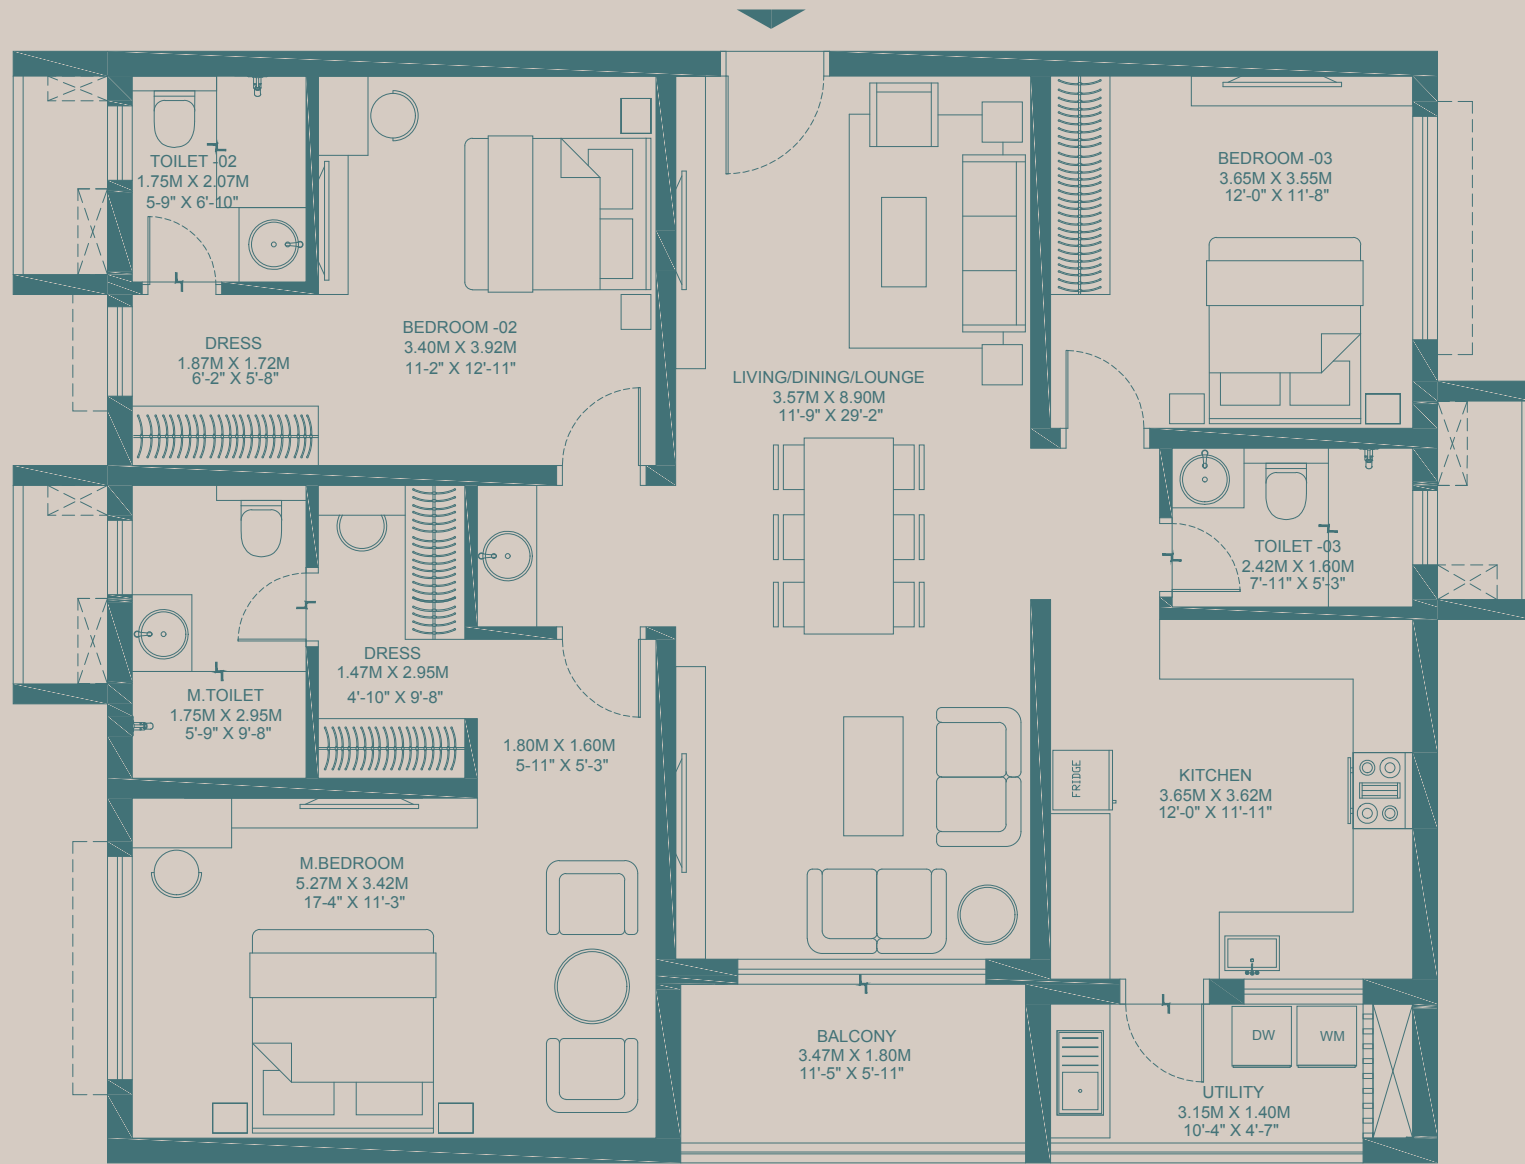 TOILET -02
1.75M X 2.07M
5-9" X 6'-10"
BEDROOM -03
3.65M X 3.55M
12'-0" X 11'-8"
DRESS
1.87M X 1.72M
6'-2" X 5'-8"
BEDROOM -02
3.40M X 3.92M
11-2" X 12'-11"
LIVING/DINING/LOUNGE
3.57M X 8.90M
11'-9" X 29'-2"
TOILET -03
2.42M X 1.60M
7'-11" X 5'-3"
DRESS
1.47M X 2.95M
4'-10" X 9'-8"
M.TOILET
1.75M X 2.95M
5'-9" X 9'-8"
1.80M X 1.60M
5-11" X 5'-3"
FRIDGE
KITCHEN
3.65M X 3.62M
12'-0" X 11'-11"
M.BEDROOM
5.27M X 3.42M
17-4" X 11'-3"
BALCONY
3.47M X 1.80M
11'-5" X 5'-11"
DW
WM
UTILITY
3.15M X 1.40M
10'-4" X 4'-7"